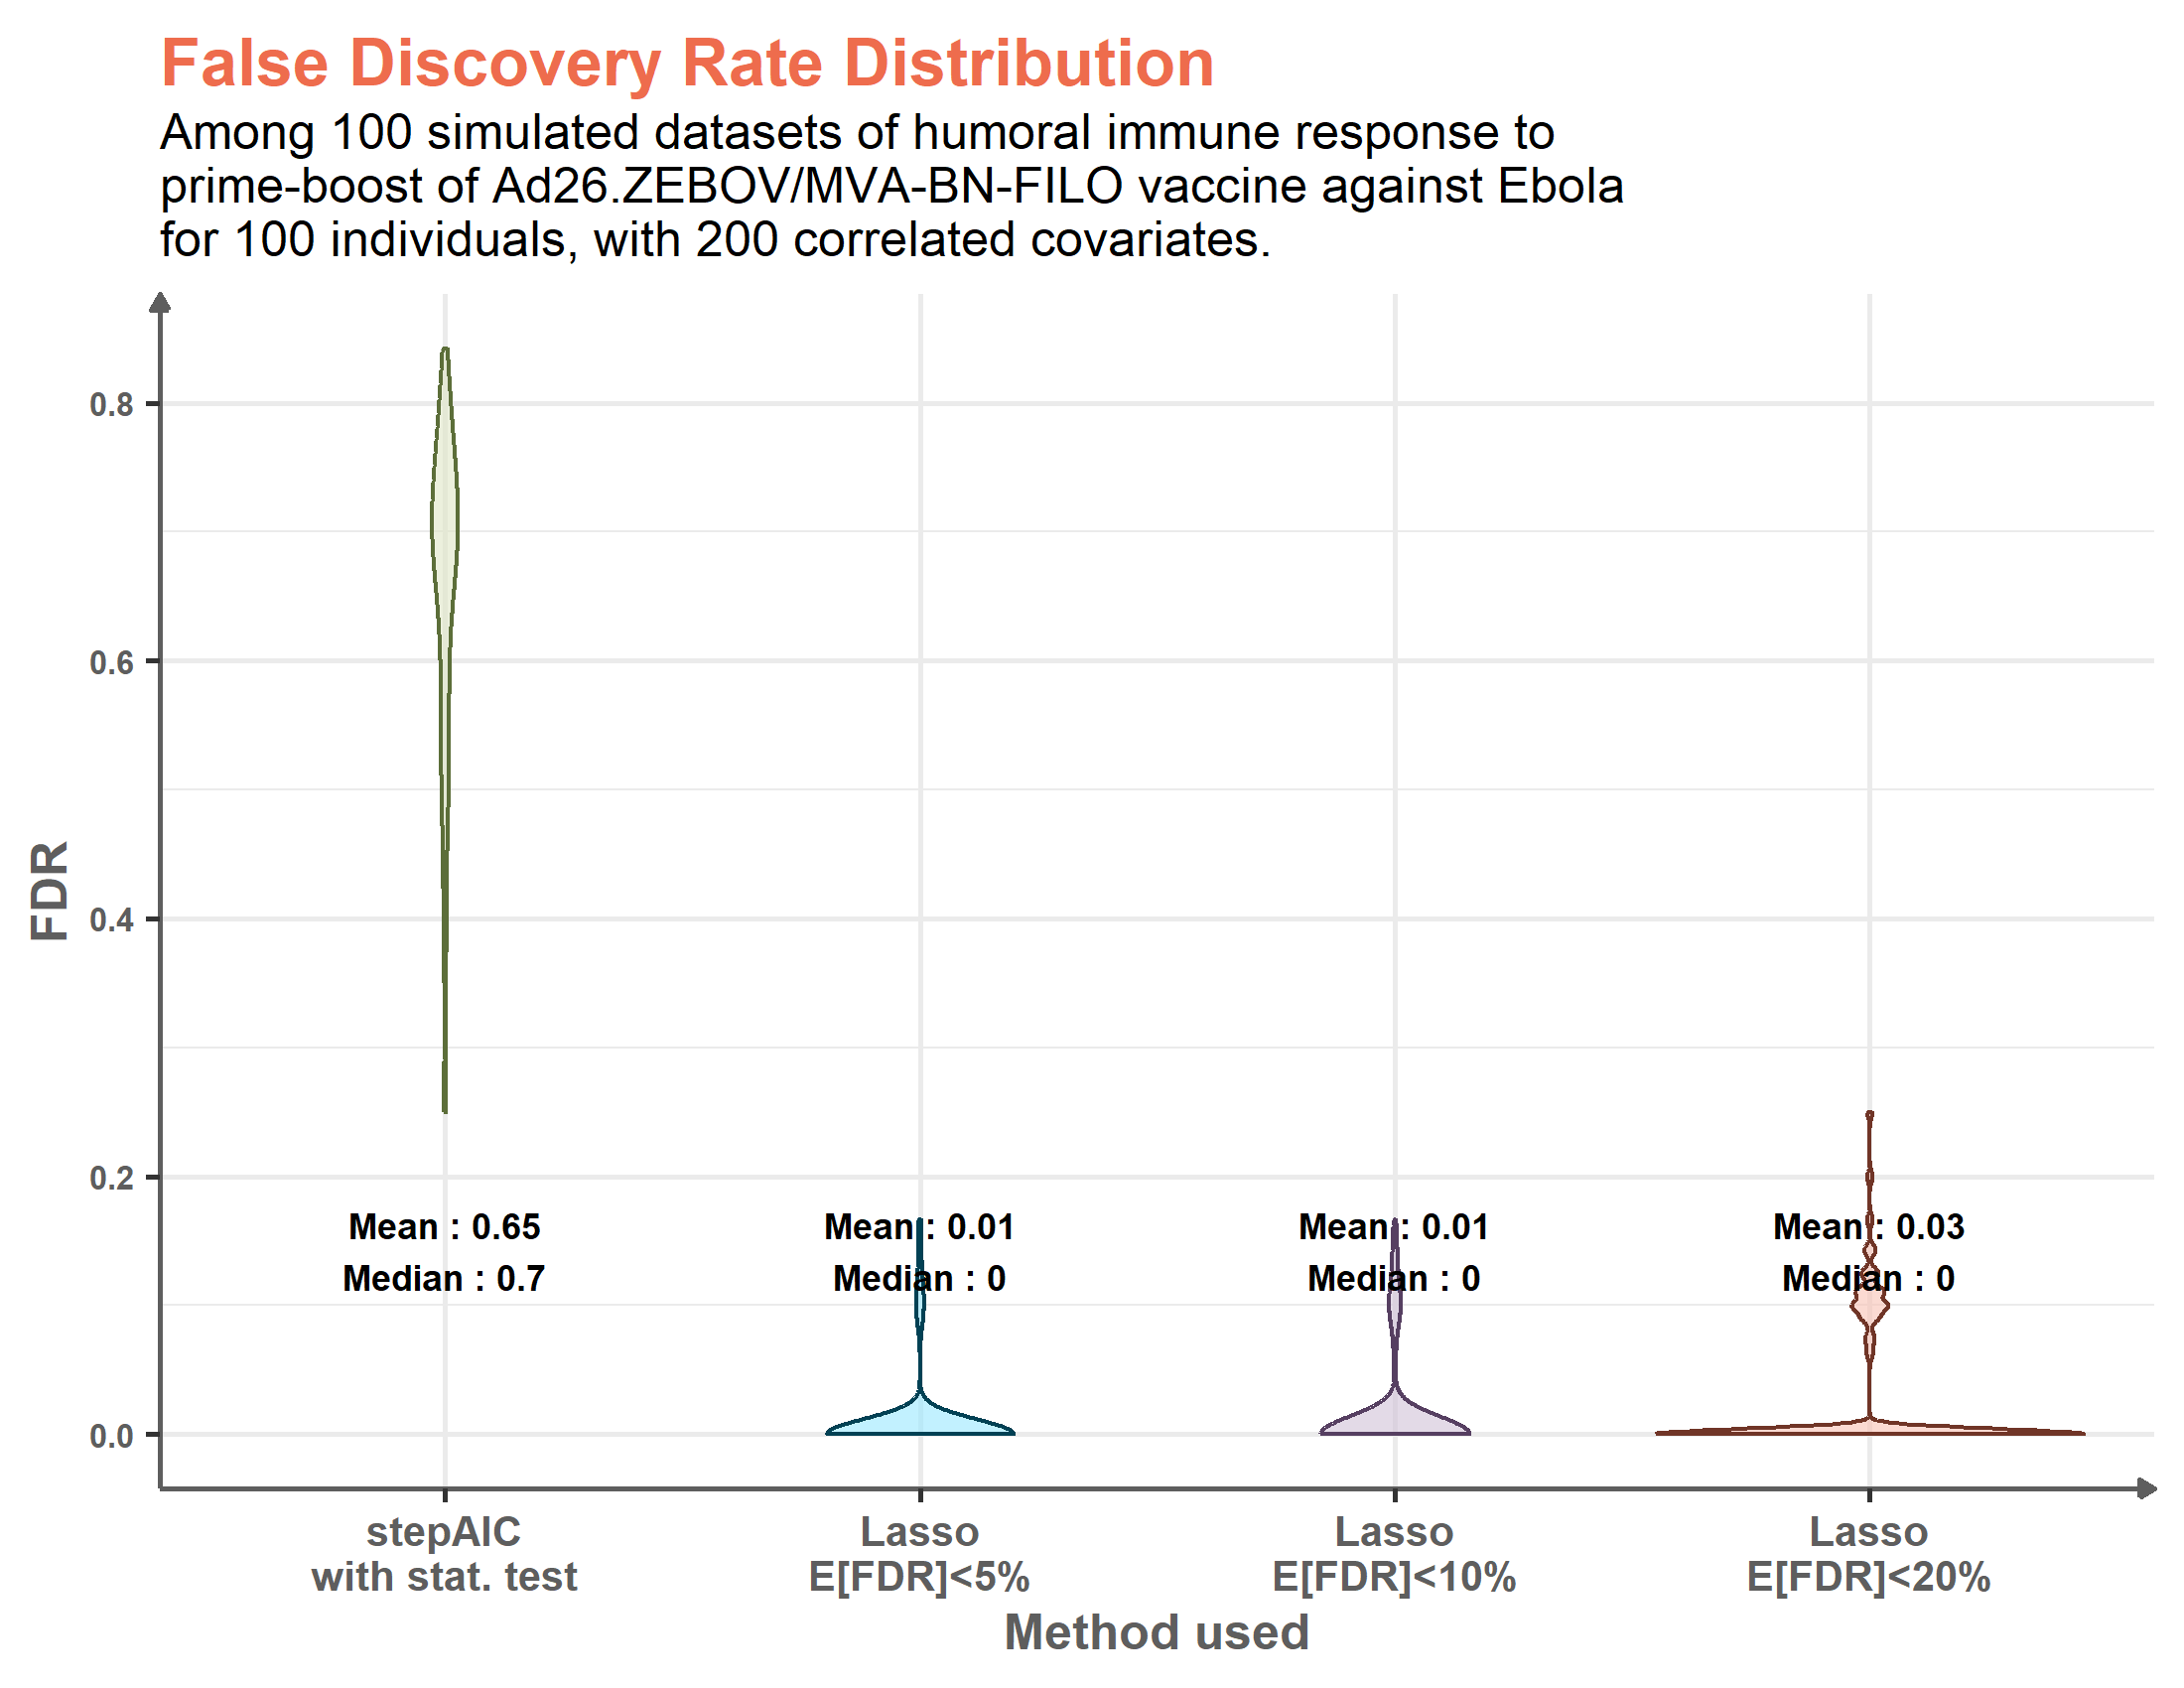 False Discovery Rate Distribution
Among 100 simulated datasets of humoral immune response to
prime-boost of Ad26.ZEBOV/MVA-BN-FILO vaccine against Ebola
for 100 individuals, with 200 correlated covariates.
FDR
0.8
0.6
0.4
0.2
0.0
Mean : 0.65
Median : 0.7
Mean : 0.01
Median : 0
Mean : 0.01
Median : 0
Mean : 0.03
Median : 0
stepAIC
with stat. test
Lasso
E[FDR]<5%
Lasso
E[FDR]<10%
Lasso
E[FDR]<20%
Method used